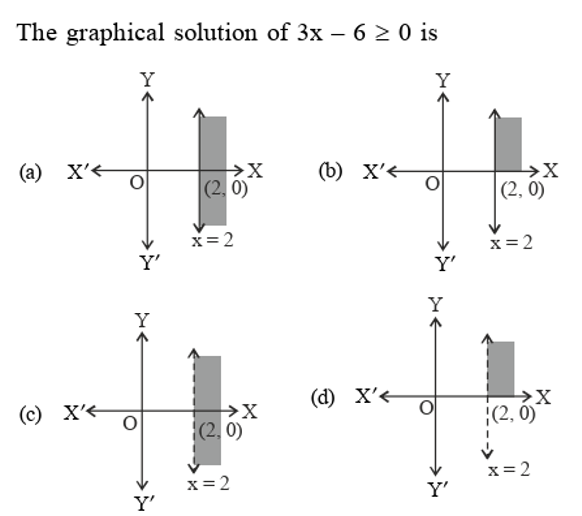 The graphical solution of 3x – 6 ≥ 0 is
Y Y
(a) X′ O (2, 0) X (b) X′ O (2, 0) X
x = 2 x = 2
Y′ Y′
Y Y
(c) X′ O (2, 0) X (d) X′ O (2, 0) X
x = 2 x = 2
Y′ Y′